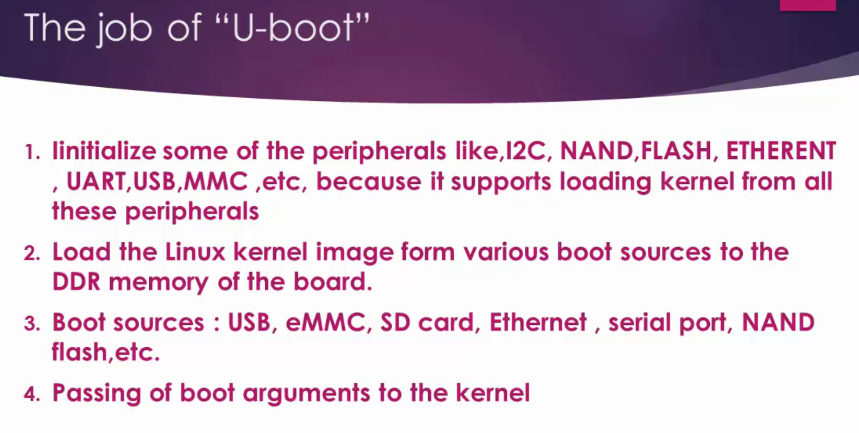 The job of “U-boot”
1. Iinitialize some of the peripherals like,I2C, NAND,FLASH, ETHERENT
, UART,USB,MMC ,etc, because it supports loading kernel from all
these peripherals
2. Load the Linux kernel image form various boot sources to the
DDR memory of the board.
3. Boot sources : USB, eMMC, SD card, Ethernet , serial port, NAND
flash,etc.
4. Passing of boot arguments to the kernel